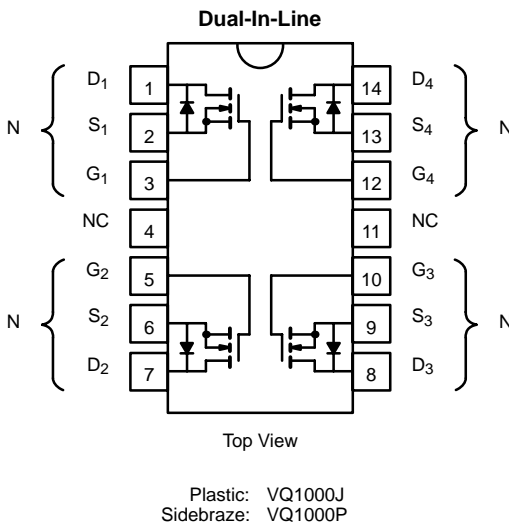 Dual-In-Line
D1 1 14 D4
N S1 2 13 S4 N
G1 3 12 G4
NC 4 11 NC
G2 5 10 G3
N S2 6 9 S3 N
D2 7 8 D3
Top View
Plastic: VQ1000J
Sidebraze: VQ1000P